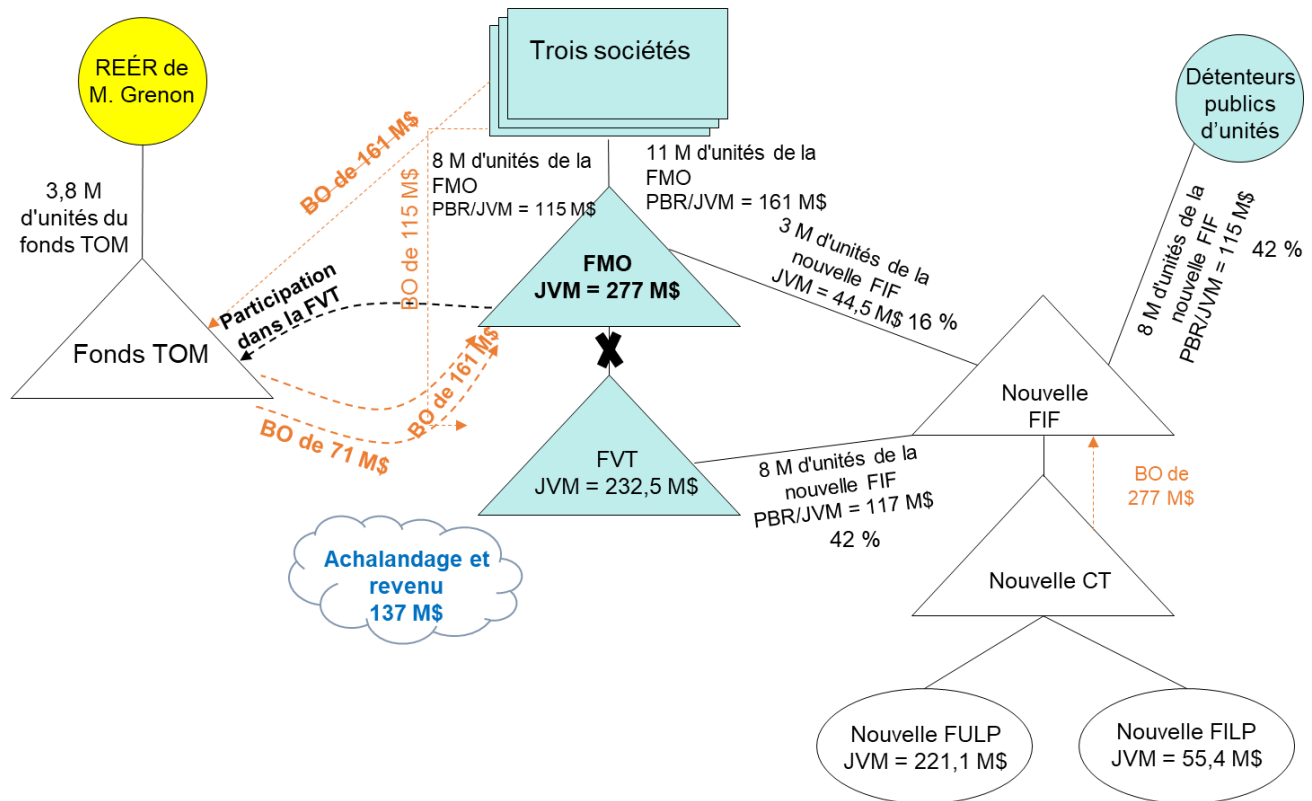 REÉR de
M. Grenon
3,8 M
d'unités du
fonds TOM
Fonds TOM
Trois sociétés
BO de 161 M$
BO de 115 M$
8 M d'unités de la
FMO
PBR/JVM = 115 M$
11 M d'unités de la
FMO
PBR/JVM = 161 M$
FMO
JVM = 277 M$
Participation
dans la FVT
BO de 161 M$
BO de 71 M$
FVT
JVM = 232,5 M$
Achalandage et
revenu
137 M$
3 M d'unités de la
nouvelle FIF
JVM = 44,5 M$ 16 %
8 M d'unités de la
nouvelle FIF
PBR/JVM = 117 M$
42 %
Détenteurs
publics
d’unités
8 M d'unités de la
nouvelle FIF
PBR/JVM = 115 M$
42 %
Nouvelle
FIF
BO de
277 M$
Nouvelle CT
Nouvelle FULP
JVM = 221,1 M$
Nouvelle FILP
JVM = 55,4 M$